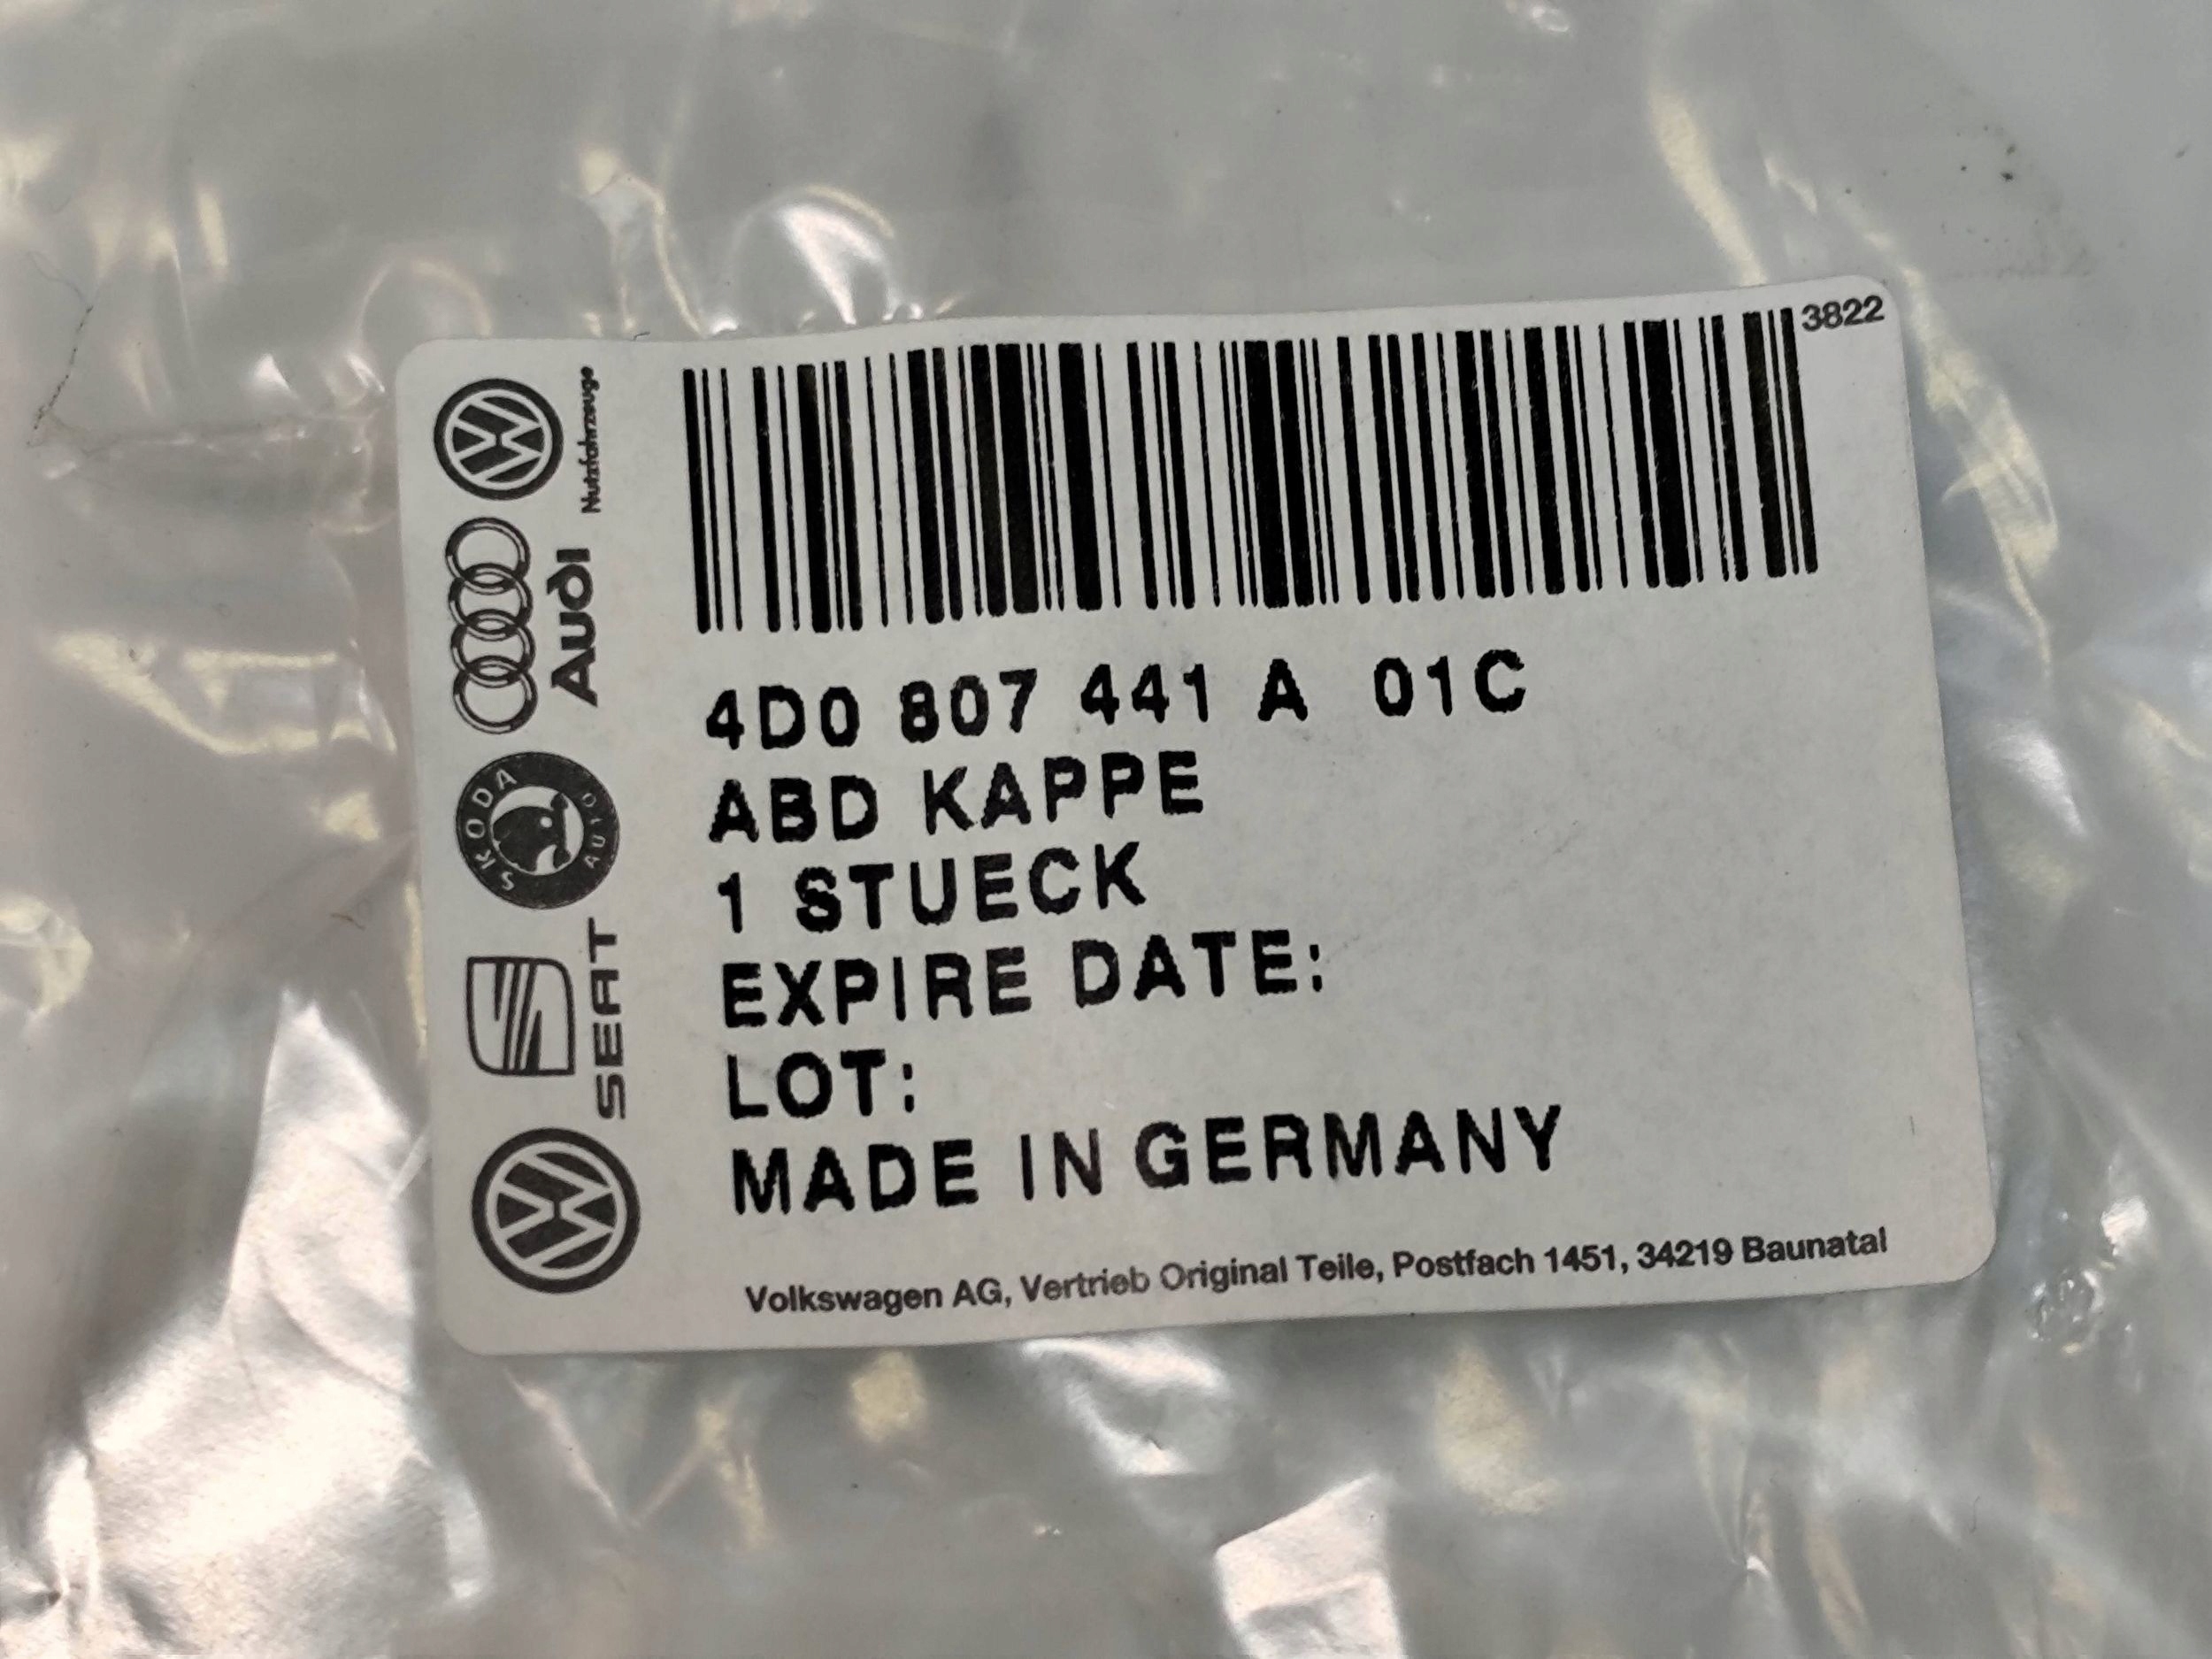 3822
4D0 807 441 A 01C
ABD KAPPE
1 STUECK
EXPIRE DATE:
LOT:
MADE IN GERMANY
Volkswagen AG, Vertrieb Original Teile, Postfach 1451, 34219 Baunatal
Nutzfahrzeuge
Audi
SKODA AUTO
SEAT